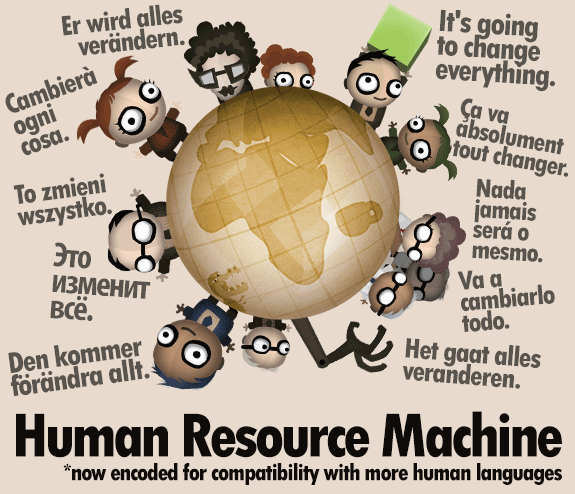 Er wird alles
verändern.
It's going
to change
everything.
Cambierà
ogni
cosa.
Ça va
absolument
tout changer.
To zmieni
wszystko.
Nada
jamais
será o
mesmo.
Это
изменит
всё.
Va a
cambiarlo
todo.
Den kommer
förändra allt.
Het gaat alles
veranderen.
Human Resource Machine
*now encoded for compatibility with more human languages